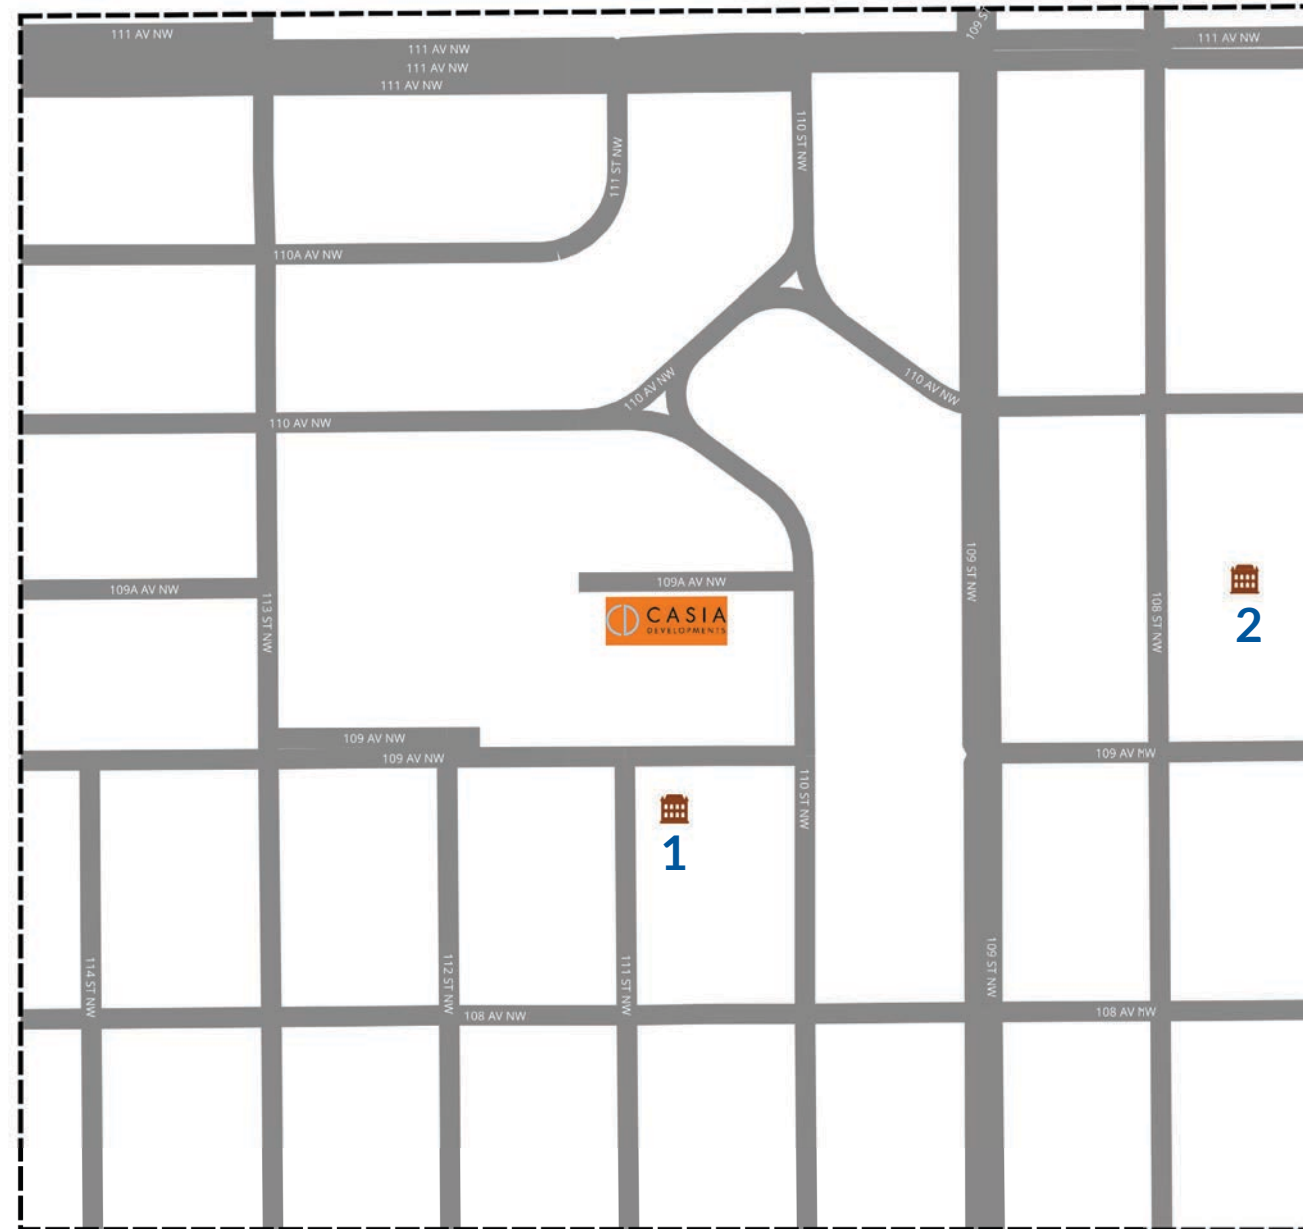 111 AV NW
109 ST
111 AV NW
111 AV NW
111 AV NW
111 AV NW
110 ST NW
111 ST NW
110A AV NW
110 AV NW
110 AV NW
110 AV NW
109A AV NW
109A AV NW
109 ST NW
113 ST NW
108 ST NW
CASIA
DEVELOPMENTS
2
109 AV NW
109 AV NW
109 AV NW
110 ST NW
1
114 ST NW
112 ST NW
111 ST NW
109 ST NW
108 AV NW
108 AV NW